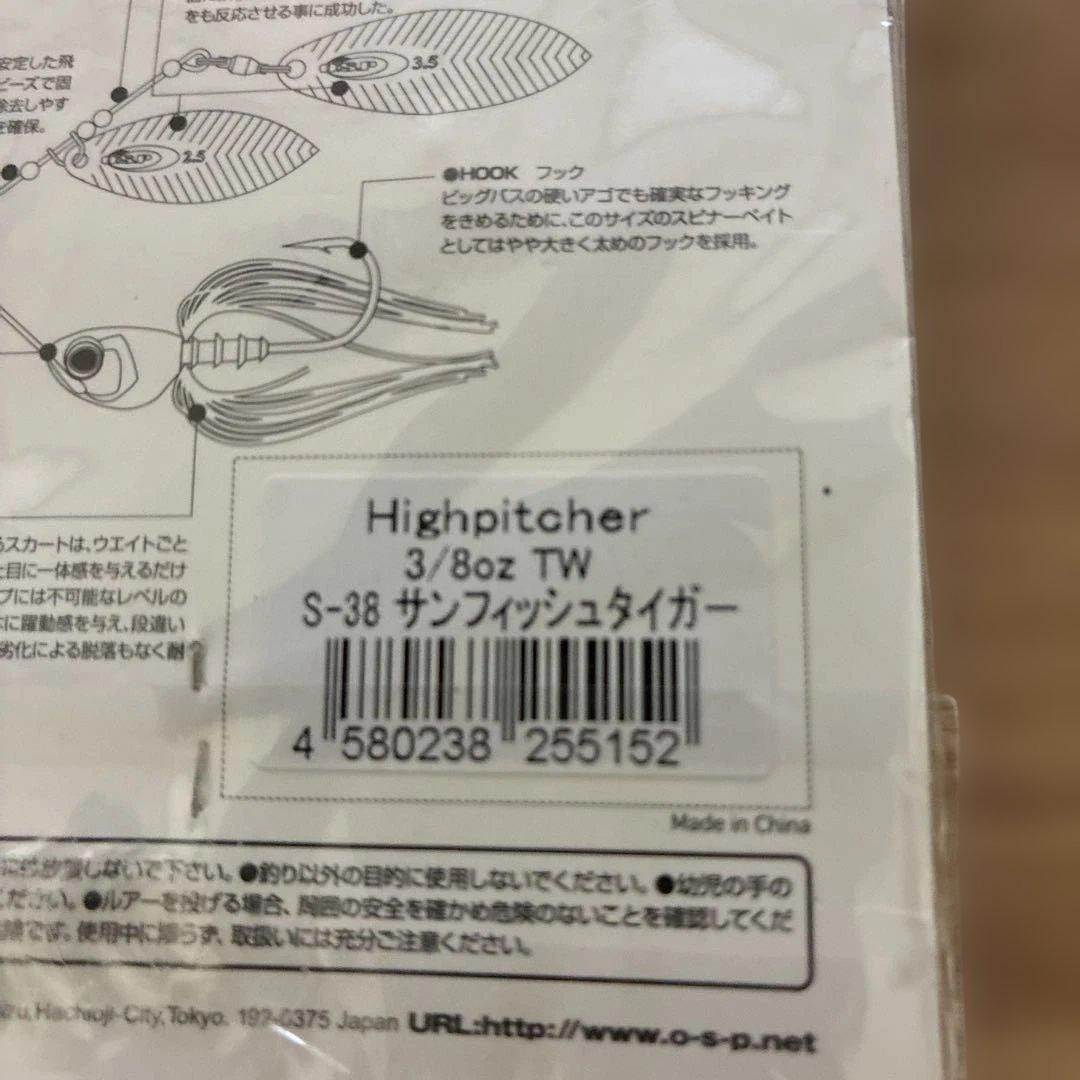 をも反応させる事に成功した。
安定した飛
ビーズで固
除去しやす
を確保。
3.5
2.5
●HOOK フック
ビッグバスの硬いアゴでも確実なフッキング
をきめるために、このサイズのスピナーベイト
としてはやや大きく太めのフックを採用。
スカートは、ウエイトごと
目に一体感を与えるだけ
プには不可能なレベルの
に躍動感を与え、段違い
劣化による脱落もなく耐
Highpitcher
3/8oz TW
S-38 サンフィッシュタイガー
4 580238 255152
Made in China
しないで下さい。●釣り以外の目的に使用しないでください。●幼児の手の
ださい。●ルアーを投げる場合、周囲の安全を確かめ危険のないことを確認してくだ
です。使用中に限らず、取扱いには充分ご注意ください。
Hachioji-City,Tokyo. 192-0375 Japan URL:http://www.o-s-p.net